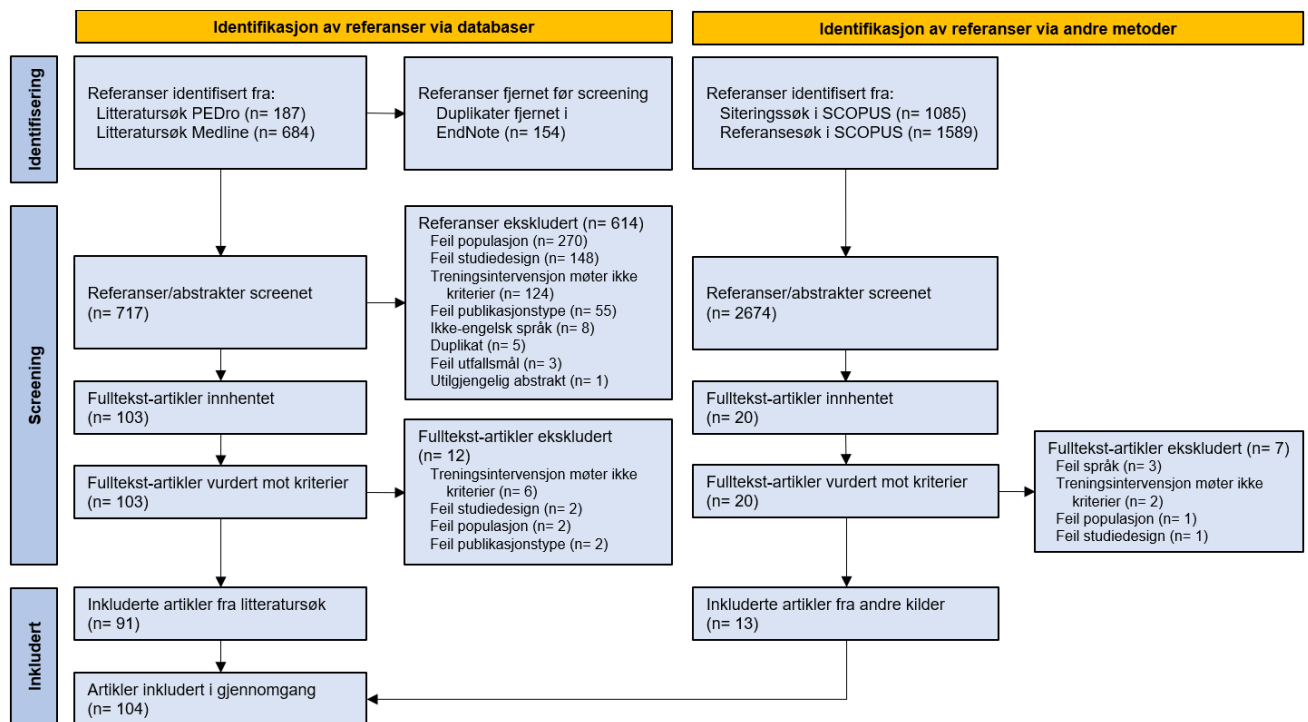 Identifikasjon av referanser via databaser
Identifikasjon av referanser via andre metoder
Identifisering
Referanser identifisert fra:
Litteratursøk PEDro (n= 187)
Litteratursøk Medline (n= 684)
Referanser fjernet før screening
Duplikater fjernet i
EndNote (n= 154)
Referanser identifisert fra:
Siteringssøk i SCOPUS (n= 1085)
Referansesøk i SCOPUS (n= 1589)
Screening
Referanser/abstrakter screenet
(n= 717)
Referanser ekskludert (n= 614)
Feil populasjon (n= 270)
Feil studiedesign (n= 148)
Treningsintervensjon møter ikke
kriterier (n= 124)
Feil publikasjonstype (n= 55)
Ikke-engelsk språk (n= 8)
Duplikat (n= 5)
Feil utfallsmål (n= 3)
Utilgjengelig abstrakt (n= 1)
Referanser/abstrakter screenet
(n= 2674)
Fulltekst-artikler innhentet
(n= 103)
Fulltekst-artikler innhentet
(n= 20)
Fulltekst-artikler vurdert mot kriterier
(n= 103)
Fulltekst-artikler ekskludert
(n= 12)
Treningsintervensjon møter ikke
kriterier (n= 6)
Feil studiedesign (n= 2)
Feil populasjon (n= 2)
Feil publikasjonstype (n= 2)
Fulltekst-artikler vurdert mot kriterier
(n= 20)
Fulltekst-artikler ekskludert (n= 7)
Feil språk (n= 3)
Treningsintervensjon møter ikke
kriterier (n= 2)
Feil populasjon (n= 1)
Feil studiedesign (n= 1)
Inkludert
Inkluderte artikler fra litteratursøk
(n= 91)
Inkluderte artikler fra andre kilder
(n= 13)
Artikler inkludert i gjennomgang
(n= 104)